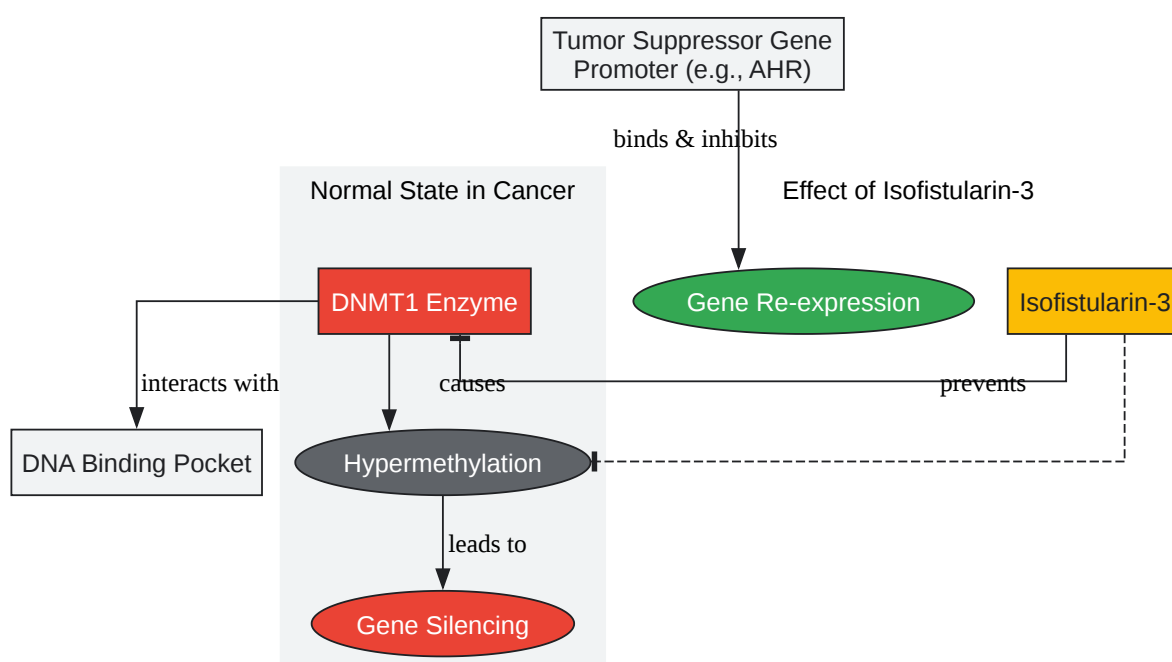 Tumor Suppressor Gene
Promoter (e.g., AHR)
binds & inhibits
Normal State in Cancer
Effect of Isofistularin-3
DNMT1 Enzyme
Gene Re-expression
Isofistularin-3
interacts with
causes
prevents
DNA Binding Pocket
Hypermethylation
leads to
Gene Silencing